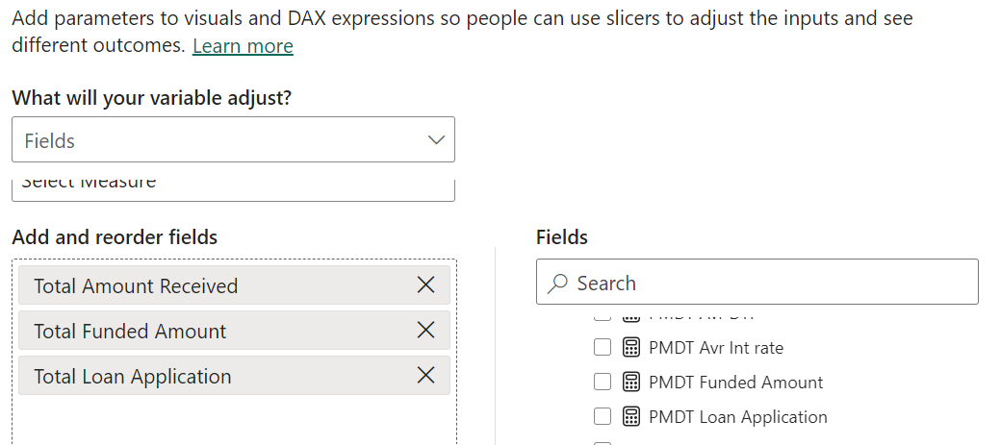 Add parameters to visuals and DAX expressions so people can use slicers to adjust the inputs and see
different outcomes. Learn more
What will your variable adjust?
Fields
Select Measure
Add and reorder fields
Total Amount Received
Total Funded Amount
Total Loan Application
Fields
Search
PMDT Avr Int rate
PMDT Funded Amount
PMDT Loan Application